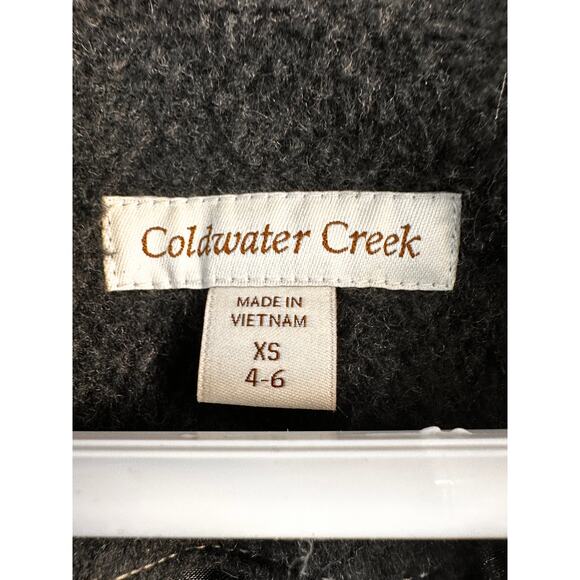 Coldwater Creek
MADE IN
VIETNAM
XS
4-6